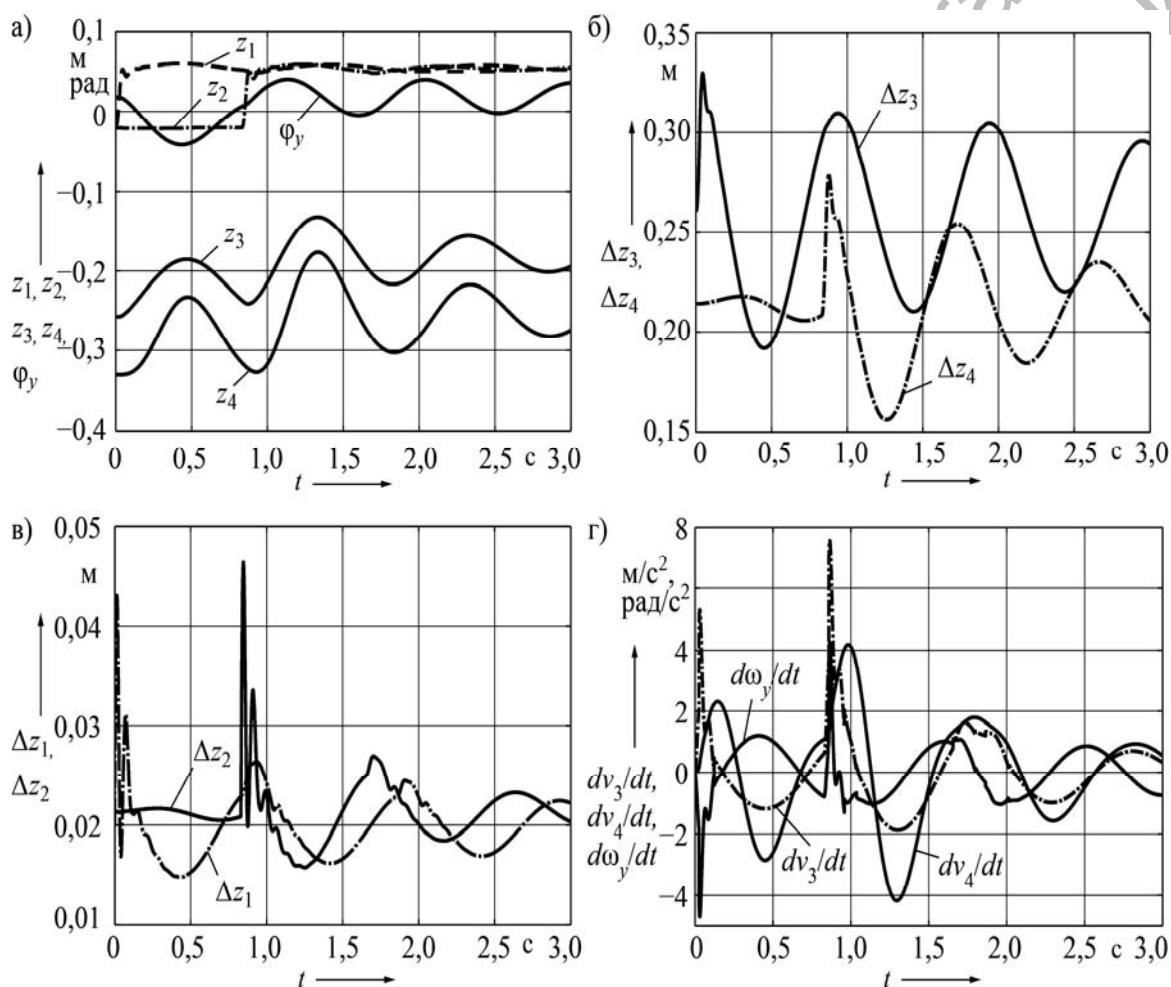 а)
0,1
м
рад
0
−0,1
−0,2
−0,3
−0,4
z₁, z₂,
z₃, z₄,
φᵧ
z₁
z₂
φᵧ
z₃
z₄
0 0,5 1,0 1,5 2,0 2,5 с 3,0
t
б)
0,35
м
0,30
0,25
0,20
0,15
Δz₃,
Δz₄
Δz₃
Δz₄
0 0,5 1,0 1,5 2,0 2,5 с 3,0
t
в)
0,05
м
0,04
0,03
0,02
0,01
Δz₁,
Δz₂
Δz₂
Δz₁
0 0,5 1,0 1,5 2,0 2,5 с 3,0
t
г)
8
м/с²,
рад/с²
2
4
2
0
−2
−4
dv₃/dt,
dv₄/dt,
dωᵧ/dt
dωᵧ/dt
dv₃/dt
dv₄/dt
0 0,5 1,0 1,5 2,0 2,5 с 3,0
t